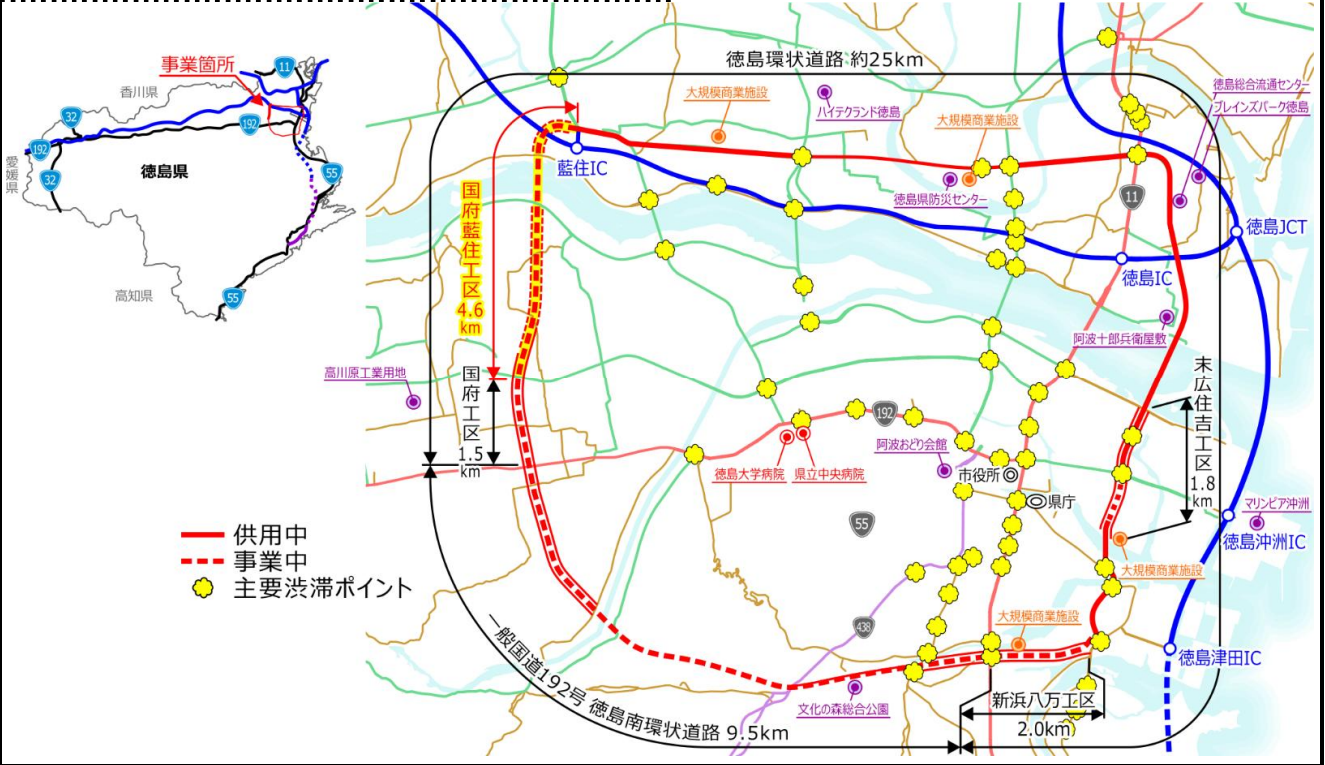 事業箇所
香川県
11
32
192
192
32
愛媛県
徳島県
55
高知県
55
徳島環状道路 約25km
大規模商業施設
ハイテクランド徳島
大規模商業施設
徳島総合流通センター
ブレインズパーク徳島
藍住IC
徳島県防災センター
11
徳島JCT
徳島IC
国府藍住工区
4.6
km
阿波十郎兵衛屋敷
高川原工業用地
国府工区
1.5
km
末広住吉工区
1.8
km
192
徳島大学病院
県立中央病院
阿波おどり会館
市役所
県庁
55
マリンピア沖洲
徳島沖洲IC
大規模商業施設
供用中
事業中
主要渋滞ポイント
438
大規模商業施設
徳島津田IC
一般国道192号 徳島南環状道路 9.5km
文化の森総合公園
新浜八万工区
2.0km